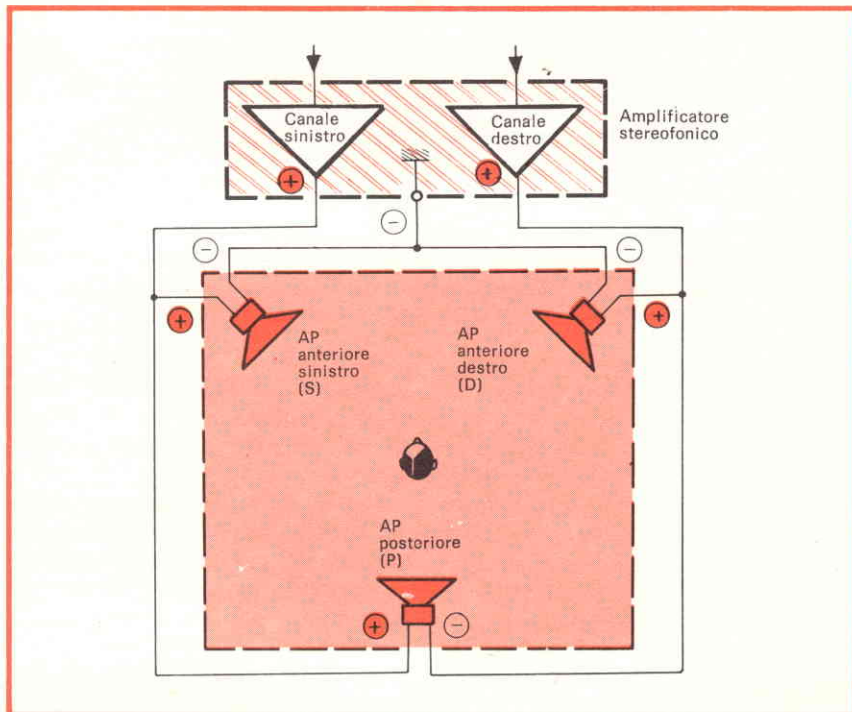 Canale
sinistro
Canale
destro
Amplificatore
stereofonico
+
+
−
−
−
+
+
AP
anteriore
sinistro
(S)
AP
anteriore
destro
(D)
AP
posteriore
(P)
+
−